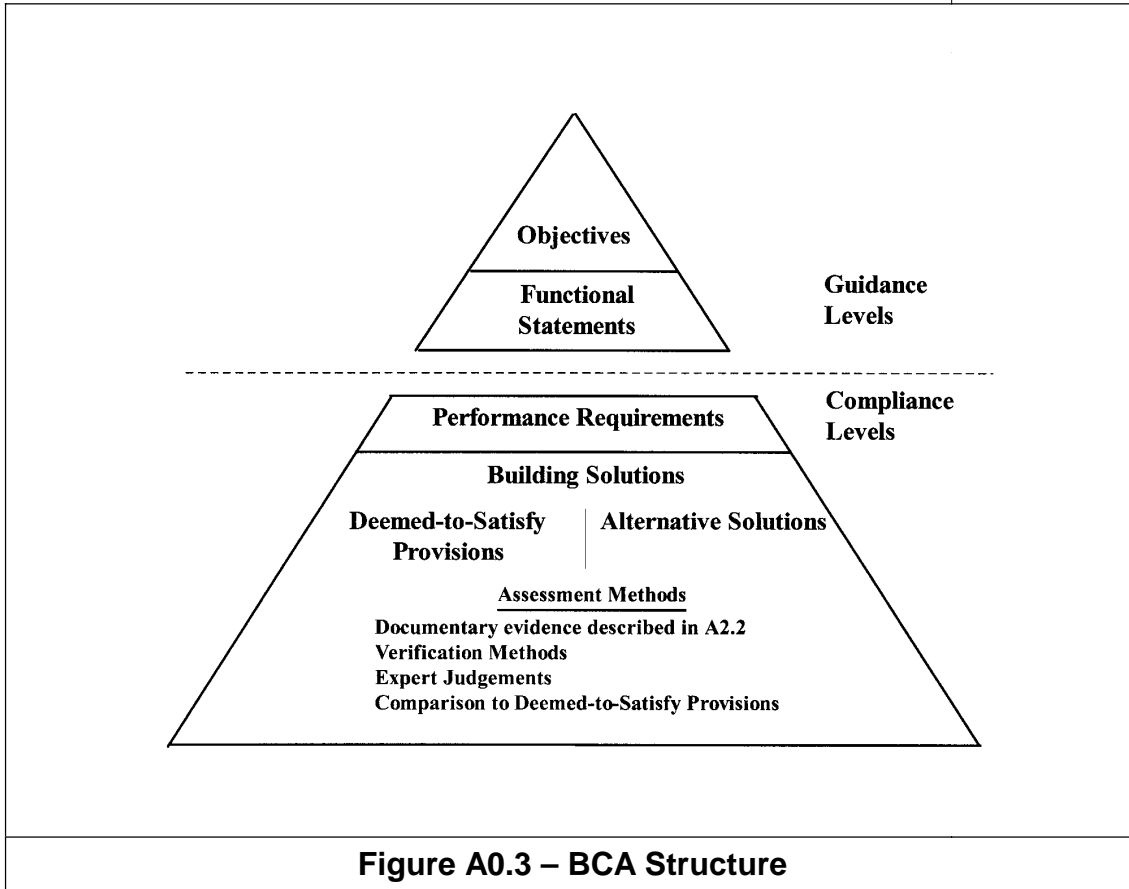 Objectives
Functional
Statements
Guidance
Levels
Compliance
Levels
Performance Requirements
Building Solutions
Deemed-to-Satisfy
Provisions
Alternative Solutions
Assessment Methods
Documentary evidence described in A2.2
Verification Methods
Expert Judgements
Comparison to Deemed-to-Satisfy Provisions
Figure A0.3 – BCA Structure